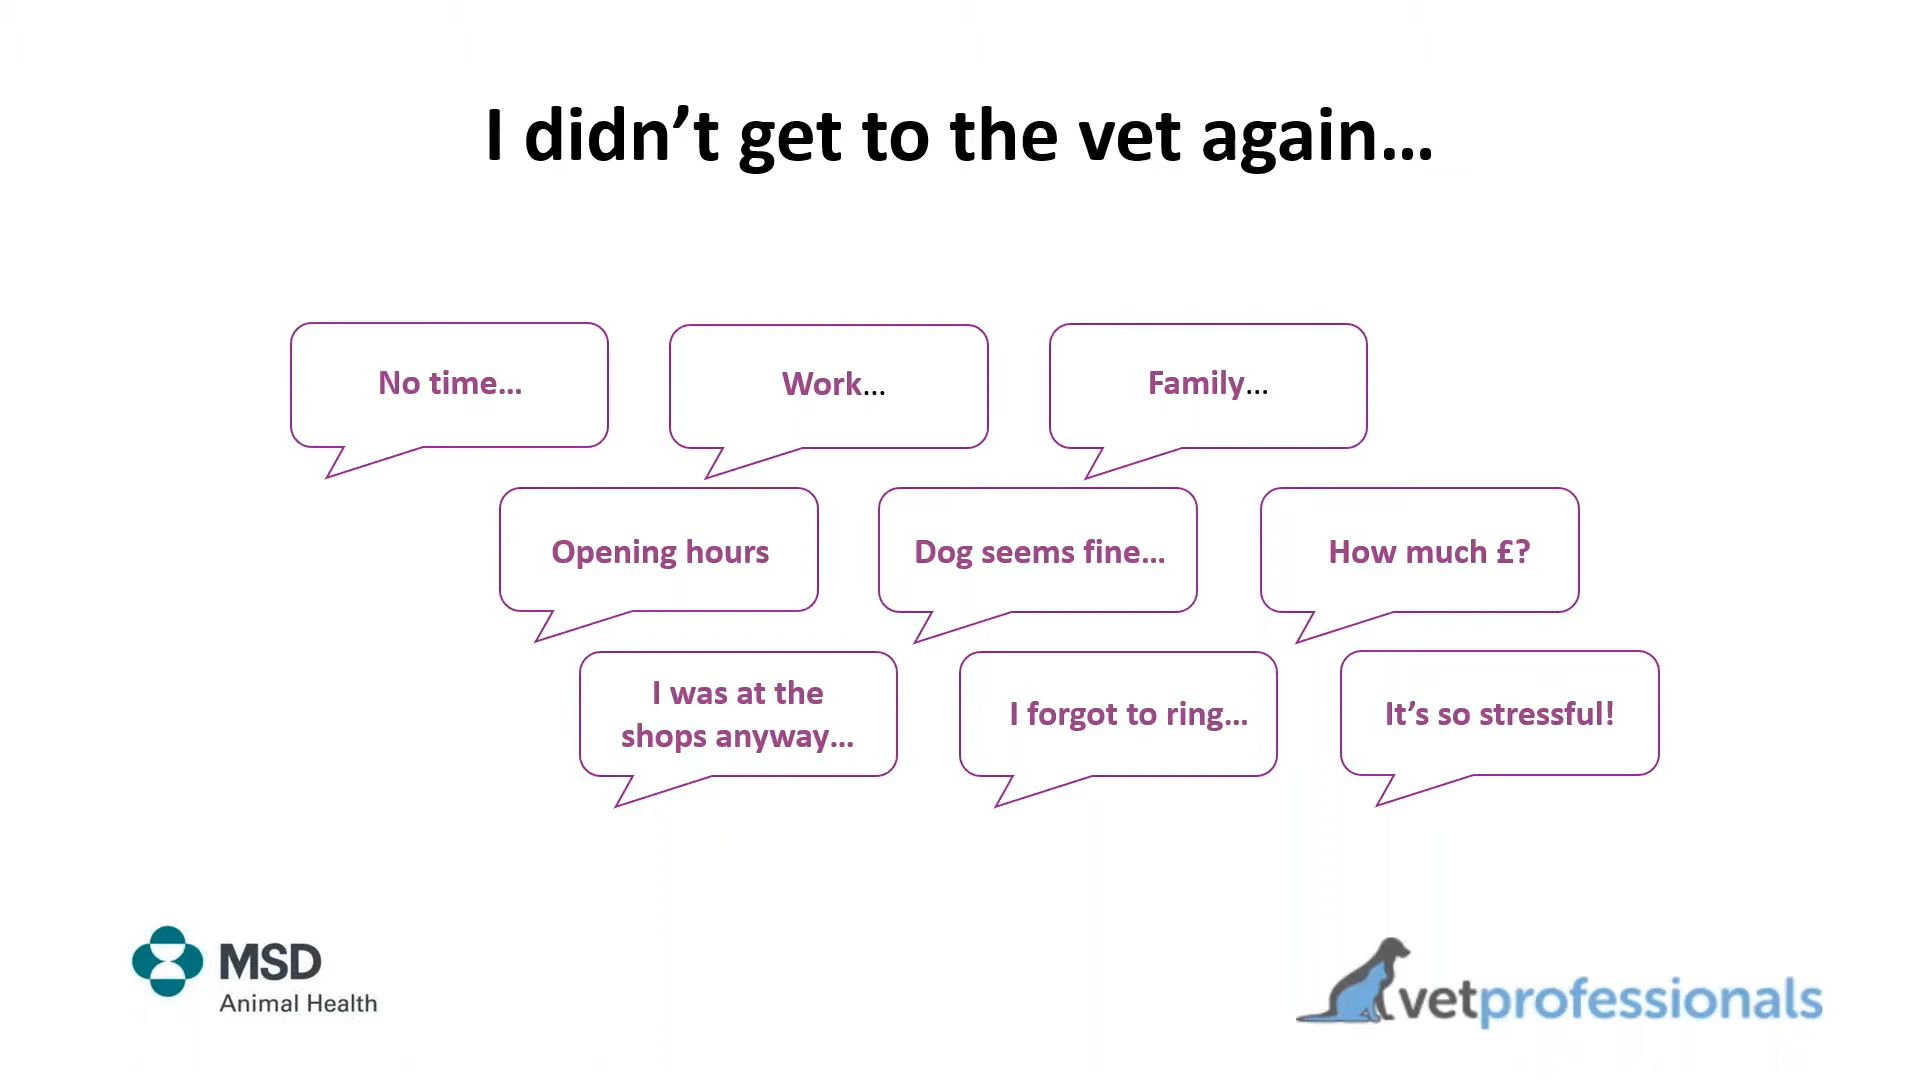 I didn’t get to the vet again…
No time…
Work…
Family…
Opening hours
Dog seems fine…
How much £?
I was at the
shops anyway…
I forgot to ring…
It’s so stressful!
MSD
Animal Health
vetprofessionals